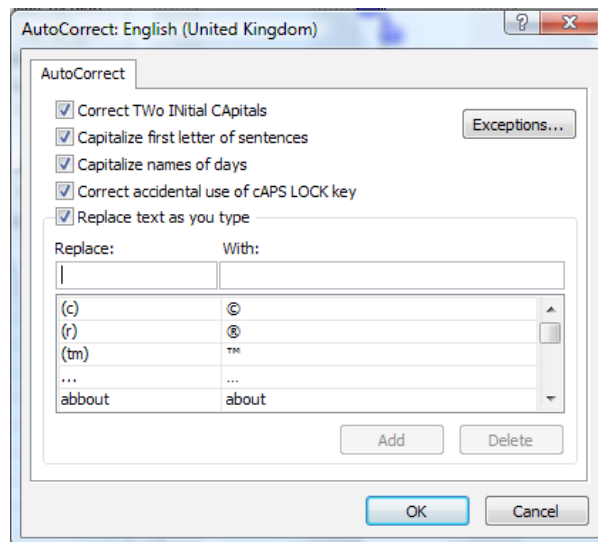 AutoCorrect: English (United Kingdom)
AutoCorrect
Correct TWo INitial CApitals
Exceptions...
Capitalize first letter of sentences
Capitalize names of days
Correct accidental use of cAPS LOCK key
Replace text as you type
Replace: With:
(c) ©
(r) ®
(tm) ™
... …
abbout about
Add Delete
OK Cancel